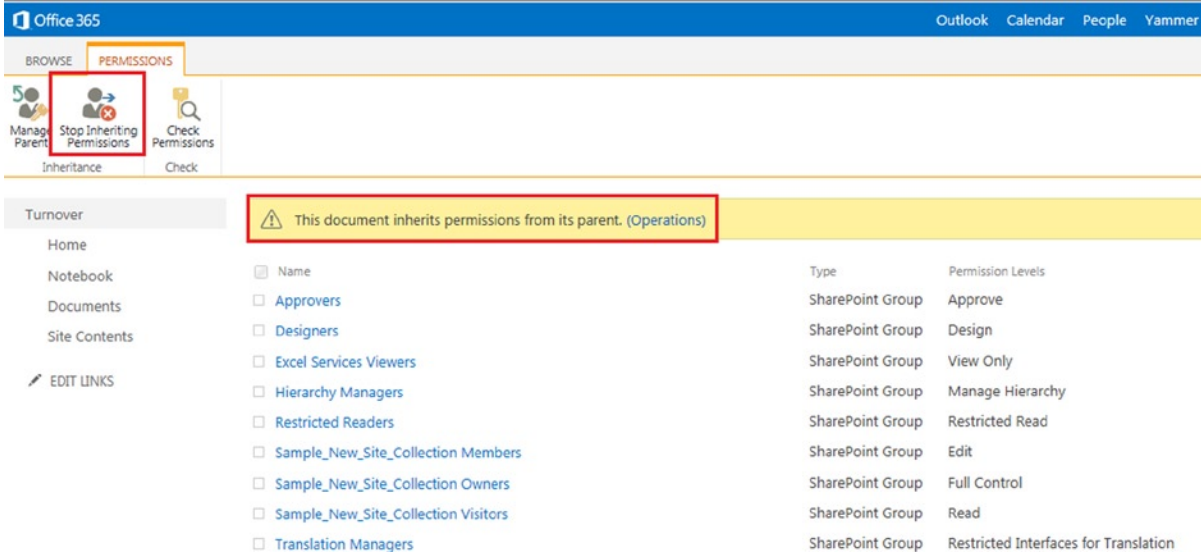 Office 365 Outlook Calendar People Yammer
BROWSE PERMISSIONS
Manage Parent
Stop Inheriting Permissions
Check Permissions
Inheritance Check
Turnover
Home
Notebook
Documents
Site Contents
EDIT LINKS
This document inherits permissions from its parent. (Operations)
Name Type Permission Levels
Approvers SharePoint Group Approve
Designers SharePoint Group Design
Excel Services Viewers SharePoint Group View Only
Hierarchy Managers SharePoint Group Manage Hierarchy
Restricted Readers SharePoint Group Restricted Read
Sample_New_Site_Collection Members SharePoint Group Edit
Sample_New_Site_Collection Owners SharePoint Group Full Control
Sample_New_Site_Collection Visitors SharePoint Group Read
Translation Managers SharePoint Group Restricted Interfaces for Translation